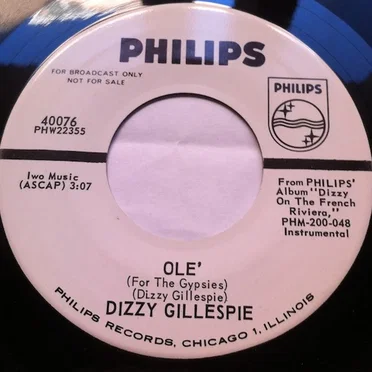 PHILIPS
FOR BROADCAST ONLY
NOT FOR SALE
PHILIPS
40076
PHW22355
Iwo Music
(ASCAP) 3:07
From PHILIPS'
Album "Dizzy
On The French
Riviera,"
PHM-200-048
Instrumental
OLE'
(For The Gypsies)
(Dizzy Gillespie)
DIZZY GILLESPIE
PHILIPS RECORDS, CHICAGO 1, ILLINOIS